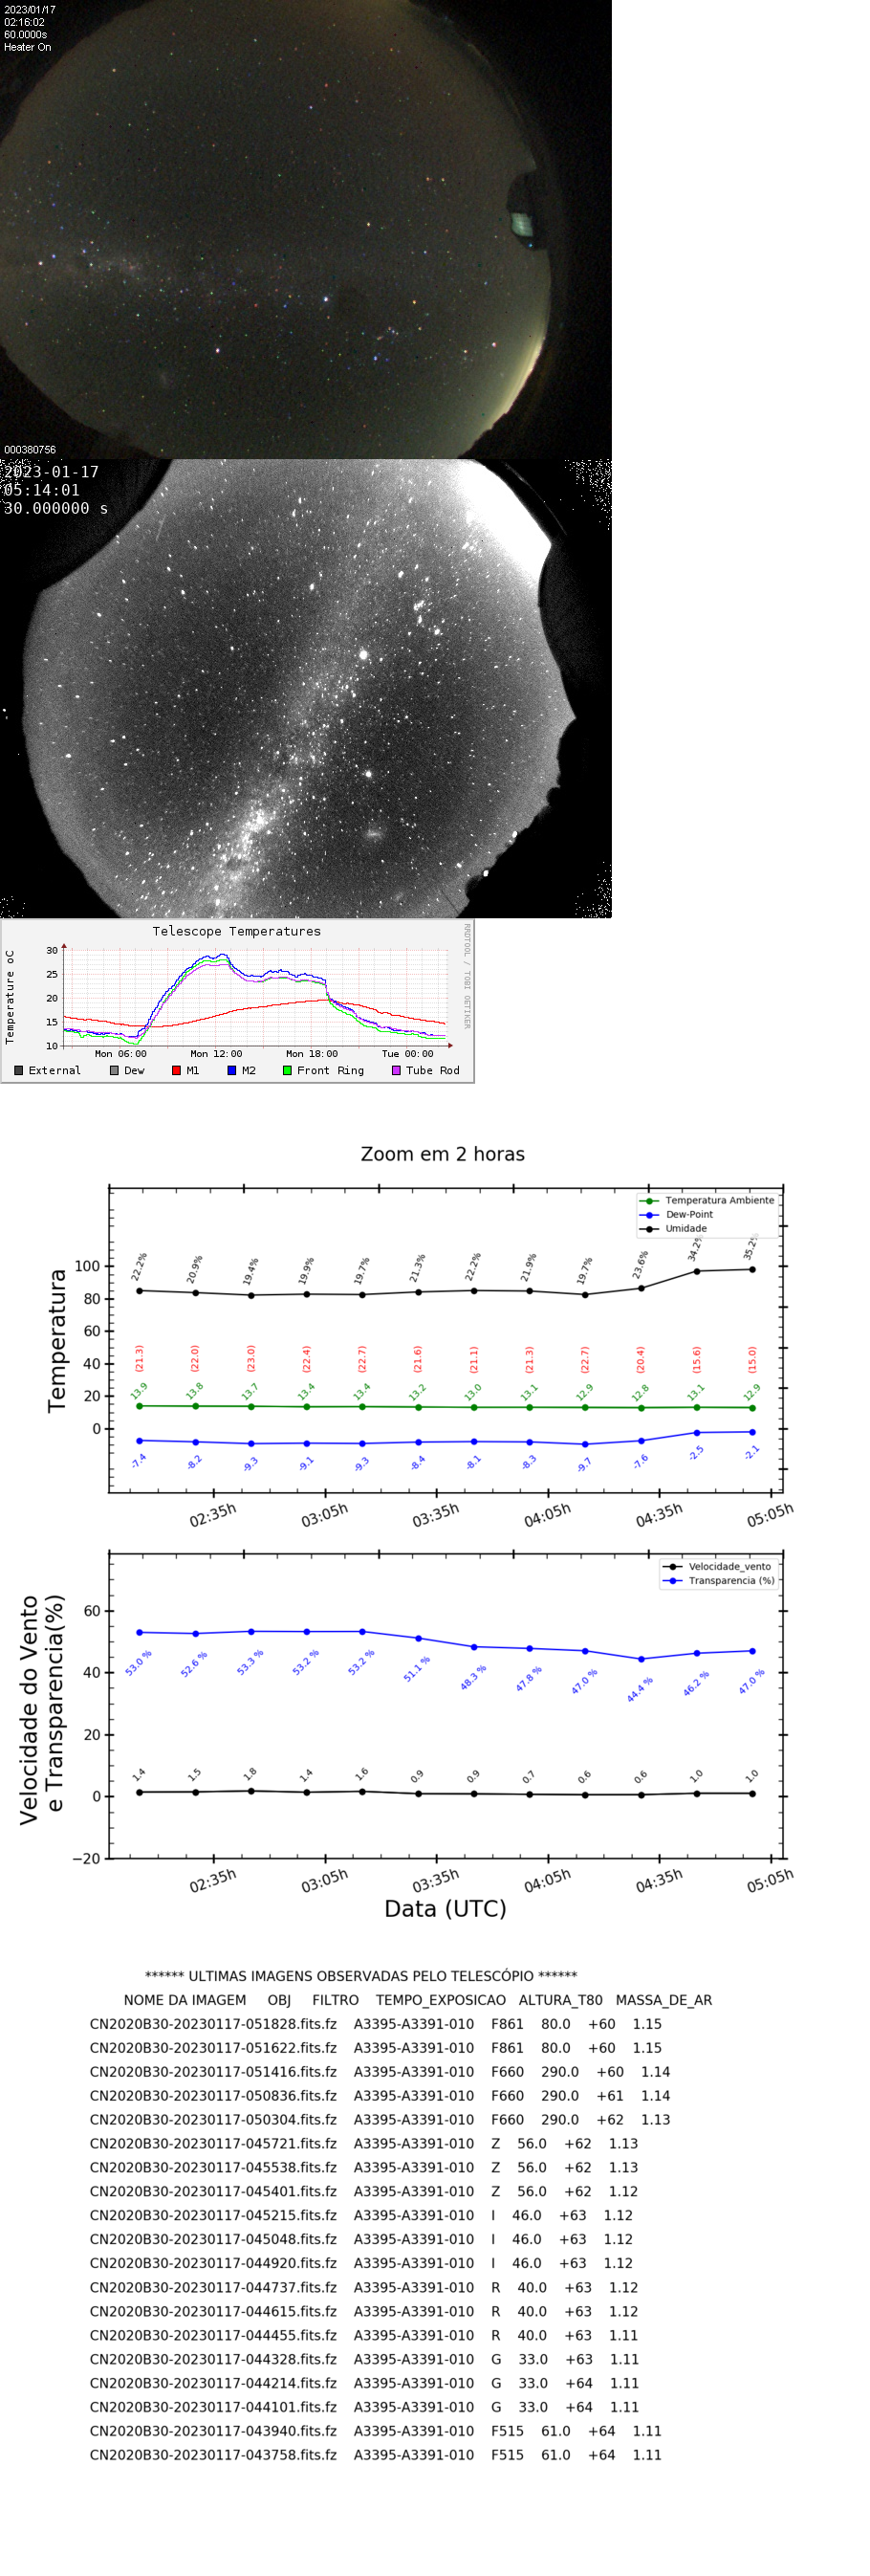 2023/01/17
02:16:02
60.0000s
Heater On
000380756
2023-01-17
05:14:01
30.000000 s
Telescope Temperatures
Temperature oC
30
25
20
15
10
Mon 06:00 Mon 12:00 Mon 18:00 Tue 00:00
External Dew M1 M2 Front Ring Tube Rod
RRDTOOL / TOBI OETIKER
Zoom em 2 horas
Temperatura
Temperatura Ambiente
Dew-Point
Umidade
100
80
60
40
20
0
22.2% 20.9% 19.4% 19.9% 19.7% 21.3% 22.2% 21.9% 19.7% 23.6% 34.2% 35.2%
(21.3) (22.0) (23.0) (22.4) (22.7) (21.6) (21.1) (21.3) (22.7) (20.4) (15.6) (15.0)
13.9 13.8 13.7 13.4 13.4 13.2 13.0 13.1 12.9 12.8 13.1 12.9
-7.4 -8.2 -9.3 -9.1 -9.3 -8.4 -8.1 -8.3 -9.7 -7.6 -2.5 -2.1
02:35h 03:05h 03:35h 04:05h 04:35h 05:05h
Velocidade do Vento
e Transparencia(%)
Velocidade_vento
Transparencia (%)
60
40
20
0
−20
53.0 % 52.6 % 53.3 % 53.2 % 53.2 % 51.1 % 48.3 % 47.8 % 47.0 % 44.4 % 46.2 % 47.0 %
1.4 1.5 1.8 1.4 1.6 0.9 0.9 0.7 0.6 0.6 1.0 1.0
02:35h 03:05h 03:35h 04:05h 04:35h 05:05h
Data (UTC)
****** ULTIMAS IMAGENS OBSERVADAS PELO TELESCÓPIO ******
NOME DA IMAGEM OBJ FILTRO TEMPO_EXPOSICAO ALTURA_T80 MASSA_DE_AR
CN2020B30-20230117-051828.fits.fz A3395-A3391-010 F861 80.0 +60 1.15
CN2020B30-20230117-051622.fits.fz A3395-A3391-010 F861 80.0 +60 1.15
CN2020B30-20230117-051416.fits.fz A3395-A3391-010 F660 290.0 +60 1.14
CN2020B30-20230117-050836.fits.fz A3395-A3391-010 F660 290.0 +61 1.14
CN2020B30-20230117-050304.fits.fz A3395-A3391-010 F660 290.0 +62 1.13
CN2020B30-20230117-045721.fits.fz A3395-A3391-010 Z 56.0 +62 1.13
CN2020B30-20230117-045538.fits.fz A3395-A3391-010 Z 56.0 +62 1.13
CN2020B30-20230117-045401.fits.fz A3395-A3391-010 Z 56.0 +62 1.12
CN2020B30-20230117-045215.fits.fz A3395-A3391-010 I 46.0 +63 1.12
CN2020B30-20230117-045048.fits.fz A3395-A3391-010 I 46.0 +63 1.12
CN2020B30-20230117-044920.fits.fz A3395-A3391-010 I 46.0 +63 1.12
CN2020B30-20230117-044737.fits.fz A3395-A3391-010 R 40.0 +63 1.12
CN2020B30-20230117-044615.fits.fz A3395-A3391-010 R 40.0 +63 1.12
CN2020B30-20230117-044455.fits.fz A3395-A3391-010 R 40.0 +63 1.11
CN2020B30-20230117-044328.fits.fz A3395-A3391-010 G 33.0 +63 1.11
CN2020B30-20230117-044214.fits.fz A3395-A3391-010 G 33.0 +64 1.11
CN2020B30-20230117-044101.fits.fz A3395-A3391-010 G 33.0 +64 1.11
CN2020B30-20230117-043940.fits.fz A3395-A3391-010 F515 61.0 +64 1.11
CN2020B30-20230117-043758.fits.fz A3395-A3391-010 F515 61.0 +64 1.11